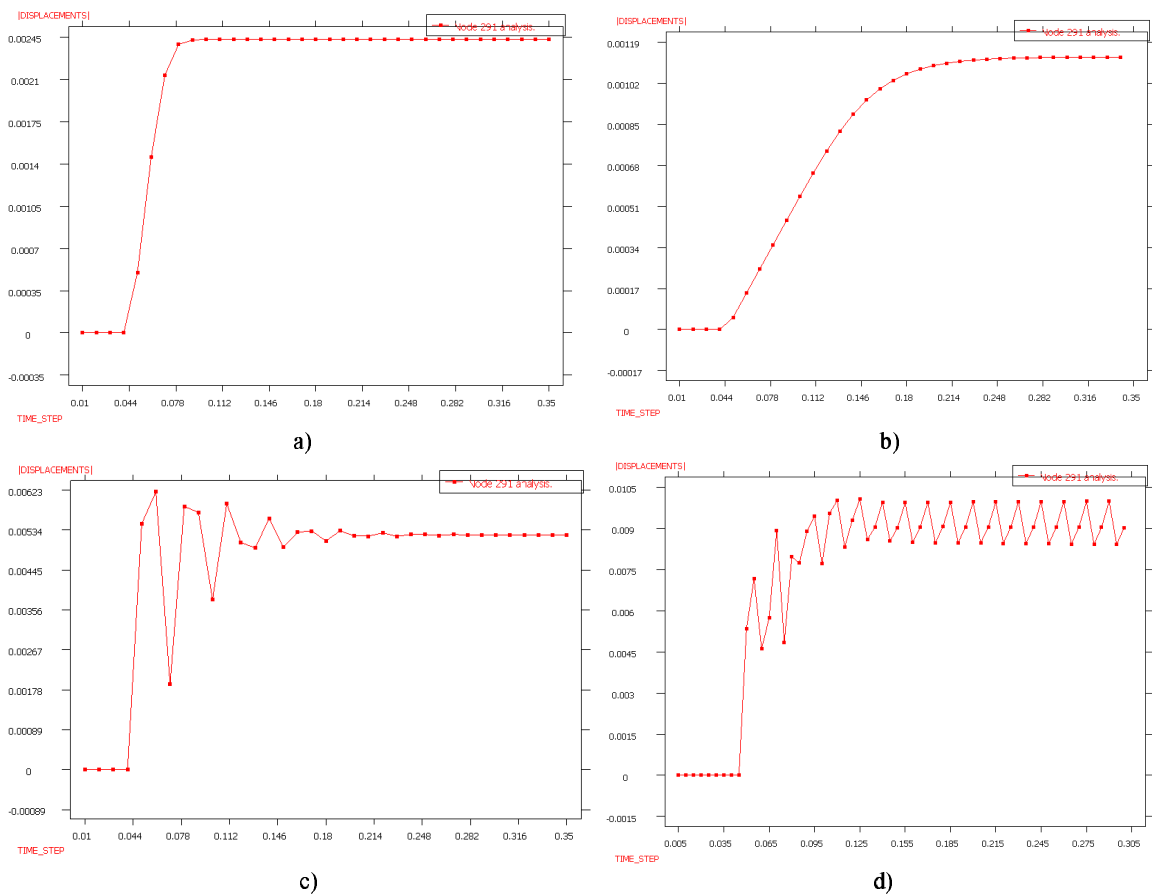 |DISPLACEMENTS|
Node 291 analysis.
0.00245
0.0021
0.00175
0.0014
0.00105
0.0007
0.00035
0
-0.00035
0.01 0.044 0.078 0.112 0.146 0.18 0.214 0.248 0.282 0.316 0.35
TIME_STEP
a)
|DISPLACEMENTS|
Node 291 analysis.
0.00119
0.00102
0.00085
0.00068
0.00051
0.00034
0.00017
0
-0.00017
0.01 0.044 0.078 0.112 0.146 0.18 0.214 0.248 0.282 0.316 0.35
TIME_STEP
b)
|DISPLACEMENTS|
Node 291 analysis.
0.00623
0.00534
0.00445
0.00356
0.00267
0.00178
0.00089
0
-0.00089
0.01 0.044 0.078 0.112 0.146 0.18 0.214 0.248 0.282 0.316 0.35
TIME_STEP
c)
|DISPLACEMENTS|
Node 291 analysis.
0.0105
0.009
0.0075
0.006
0.0045
0.003
0.0015
0
-0.0015
0.005 0.035 0.065 0.095 0.125 0.155 0.185 0.215 0.245 0.275 0.305
TIME_STEP
d)